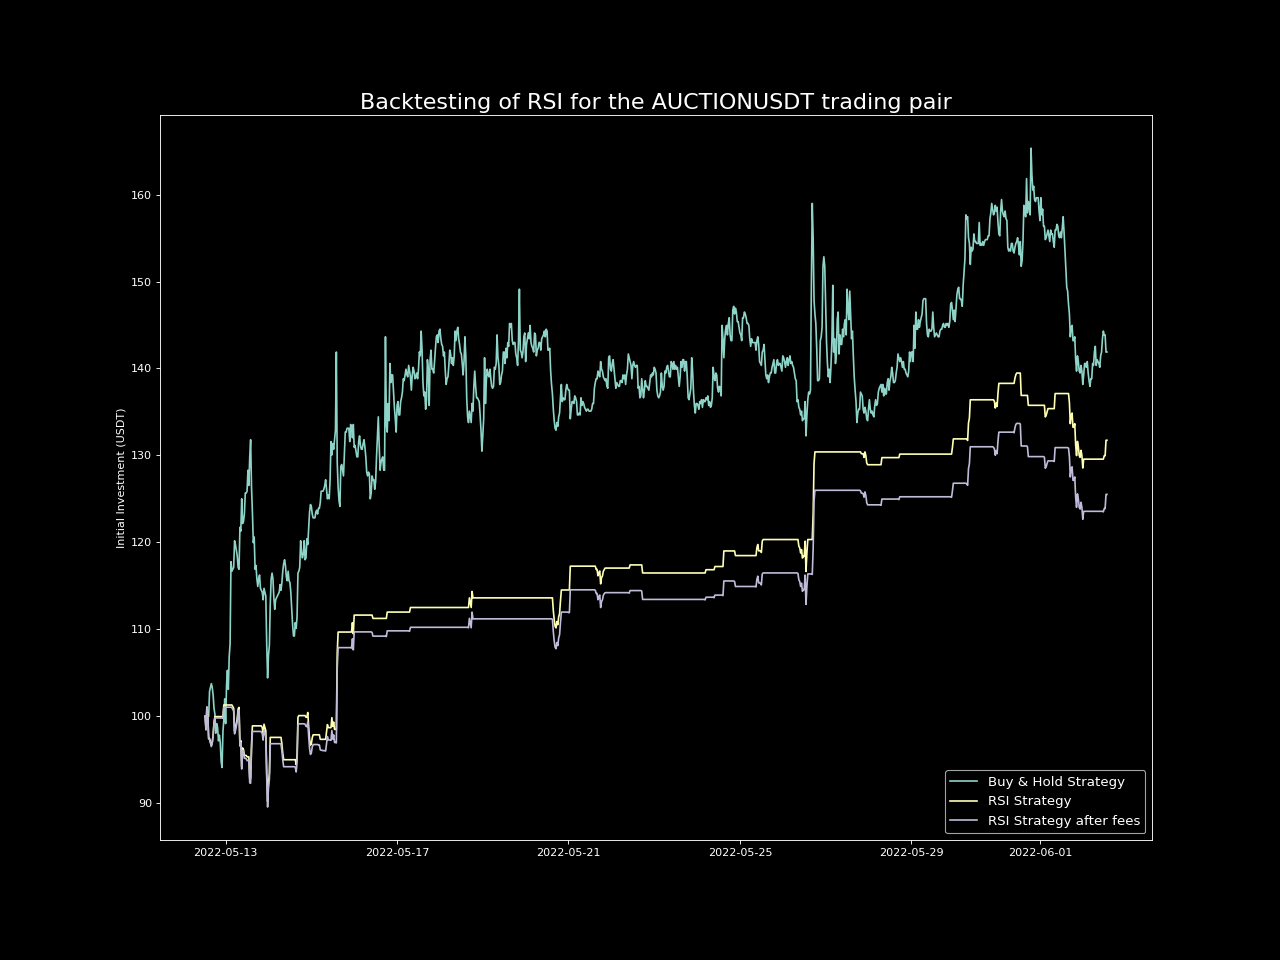 Backtesting of RSI for the AUCTIONUSDT trading pair
Initial Investment (USDT)
160
150
140
130
120
110
100
90
2022-05-13
2022-05-17
2022-05-21
2022-05-25
2022-05-29
2022-06-01
Buy & Hold Strategy
RSI Strategy
RSI Strategy after fees